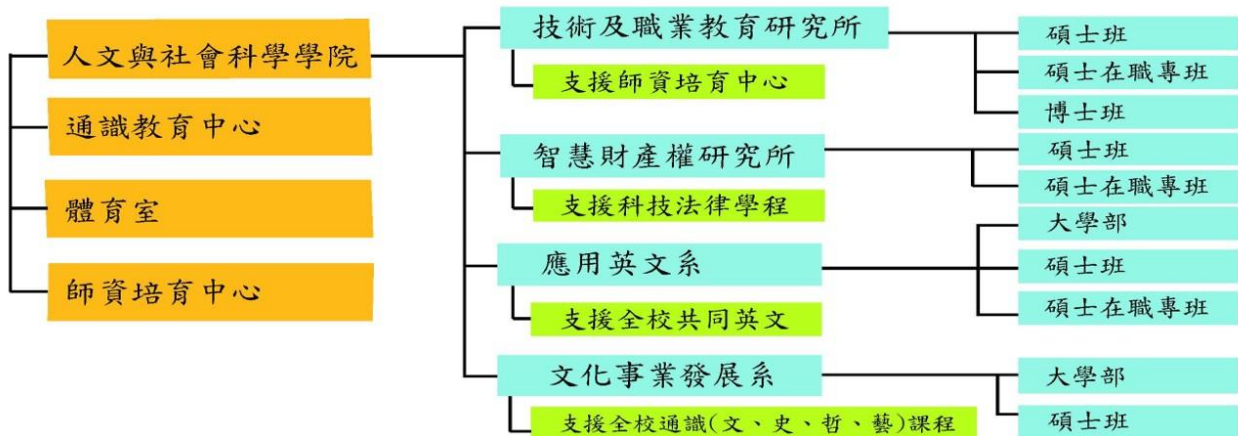 人文與社會科學學院
通識教育中心
體育室
師資培育中心
技術及職業教育研究所
支援師資培育中心
碩士班
碩士在職專班
博士班
智慧財產權研究所
支援科技法律學程
碩士班
碩士在職專班
應用英文系
支援全校共同英文
大學部
碩士班
碩士在職專班
文化事業發展系
支援全校通識(文、史、哲、藝)課程
大學部
碩士班